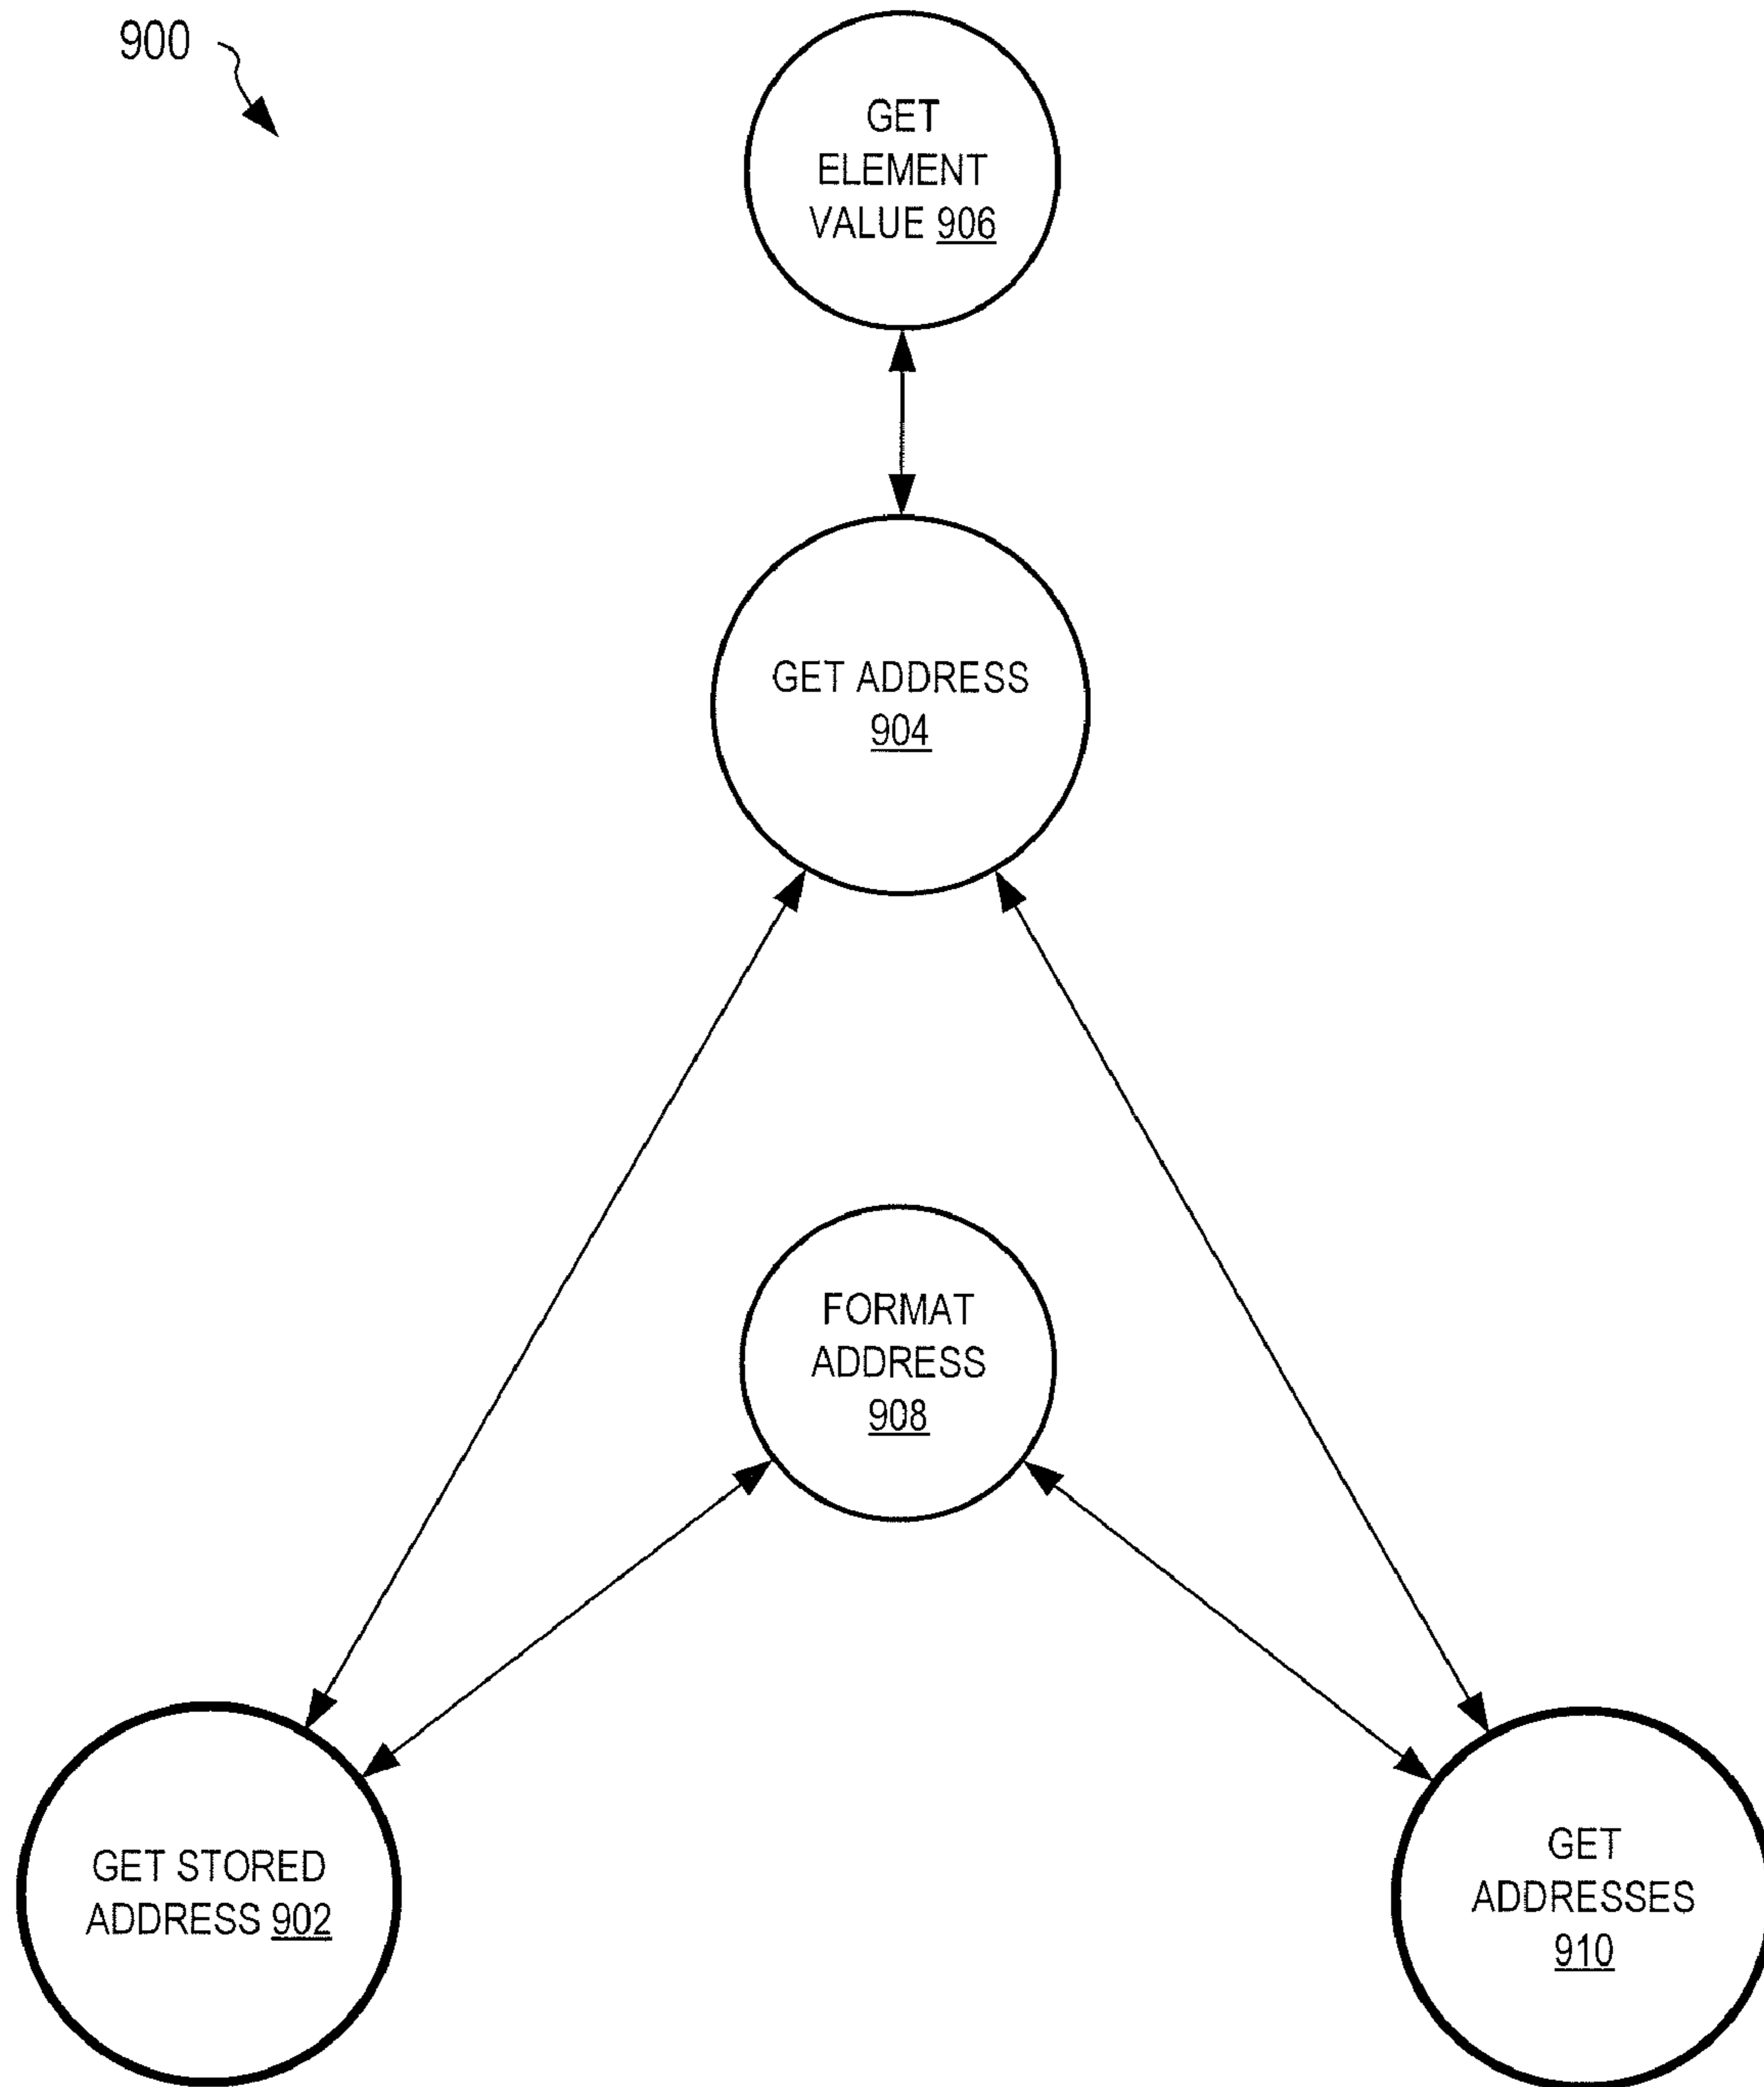 900
GET
ELEMENT
VALUE 906
GET ADDRESS
904
FORMAT
ADDRESS
908
GET STORED
ADDRESS 902
GET
ADDRESSES
910